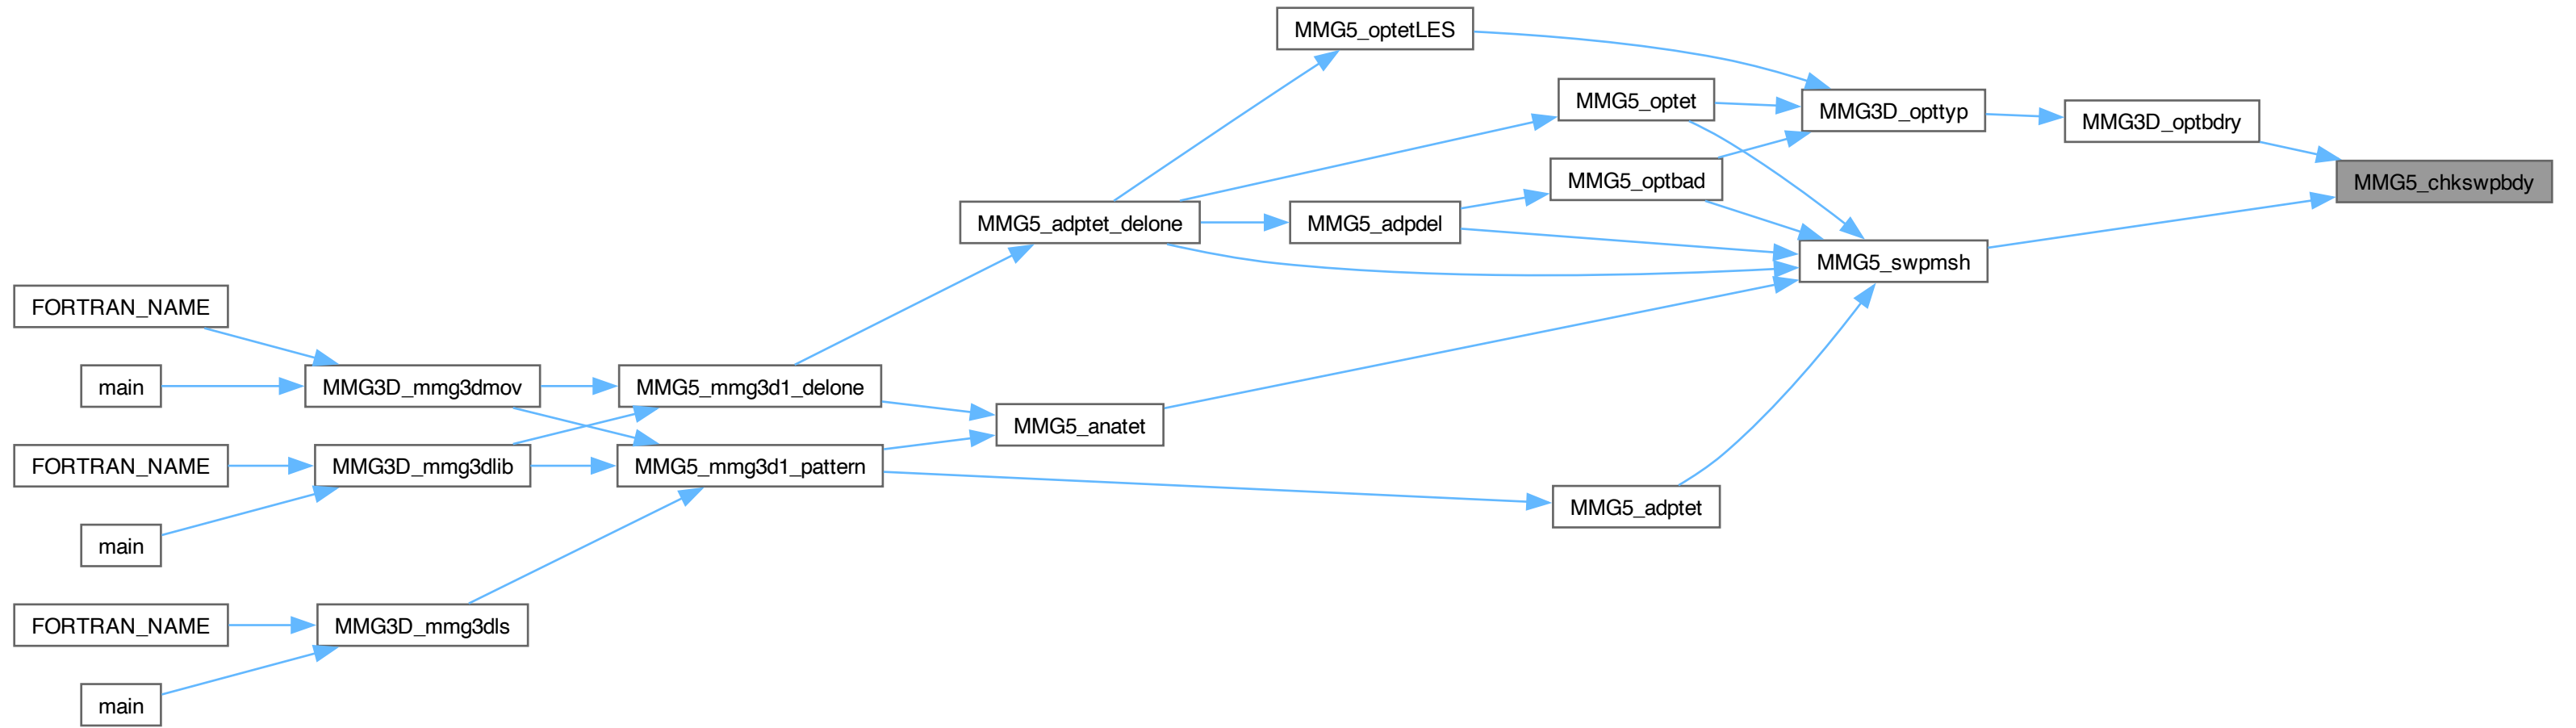 MMG5_optetLES
MMG5_optet
MMG3D_opttyp
MMG3D_optbdry
MMG5_optbad
MMG5_chkswpbdy
MMG5_adptet_delone
MMG5_adpdel
MMG5_swpmsh
FORTRAN_NAME
main
MMG3D_mmg3dmov
MMG5_mmg3d1_delone
MMG5_anatet
FORTRAN_NAME
MMG3D_mmg3dlib
MMG5_mmg3d1_pattern
MMG5_adptet
main
FORTRAN_NAME
MMG3D_mmg3dls
main